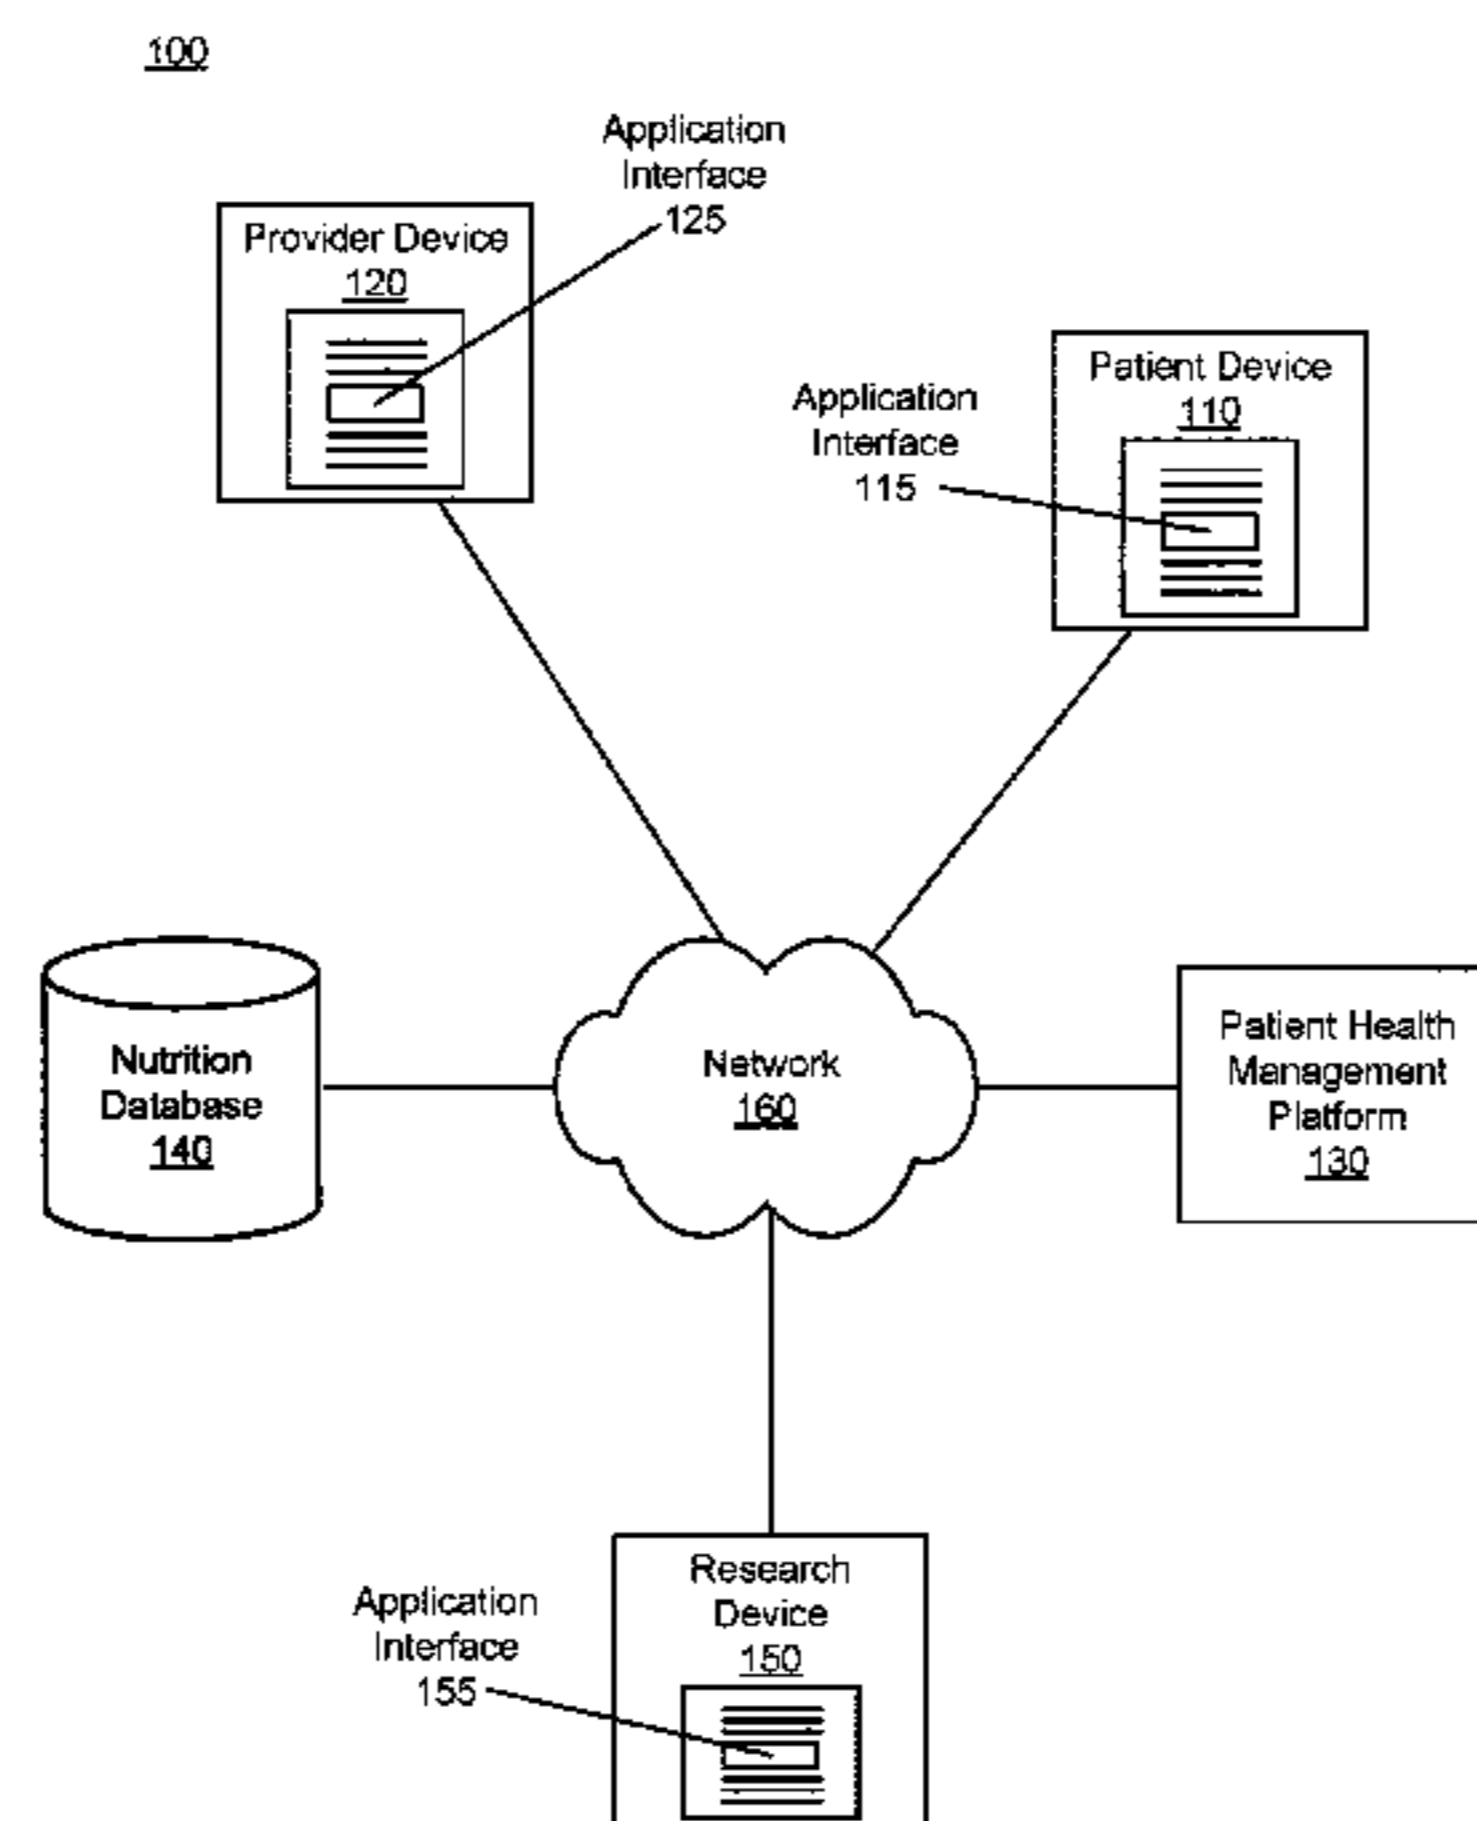 100
Application
Interface
125
Provider Device
120
Patient Device
110
Application
Interface
115
Nutrition
Database
140
Network
160
Patient Health
Management
Platform
130
Research
Device
150
Application
Interface
155